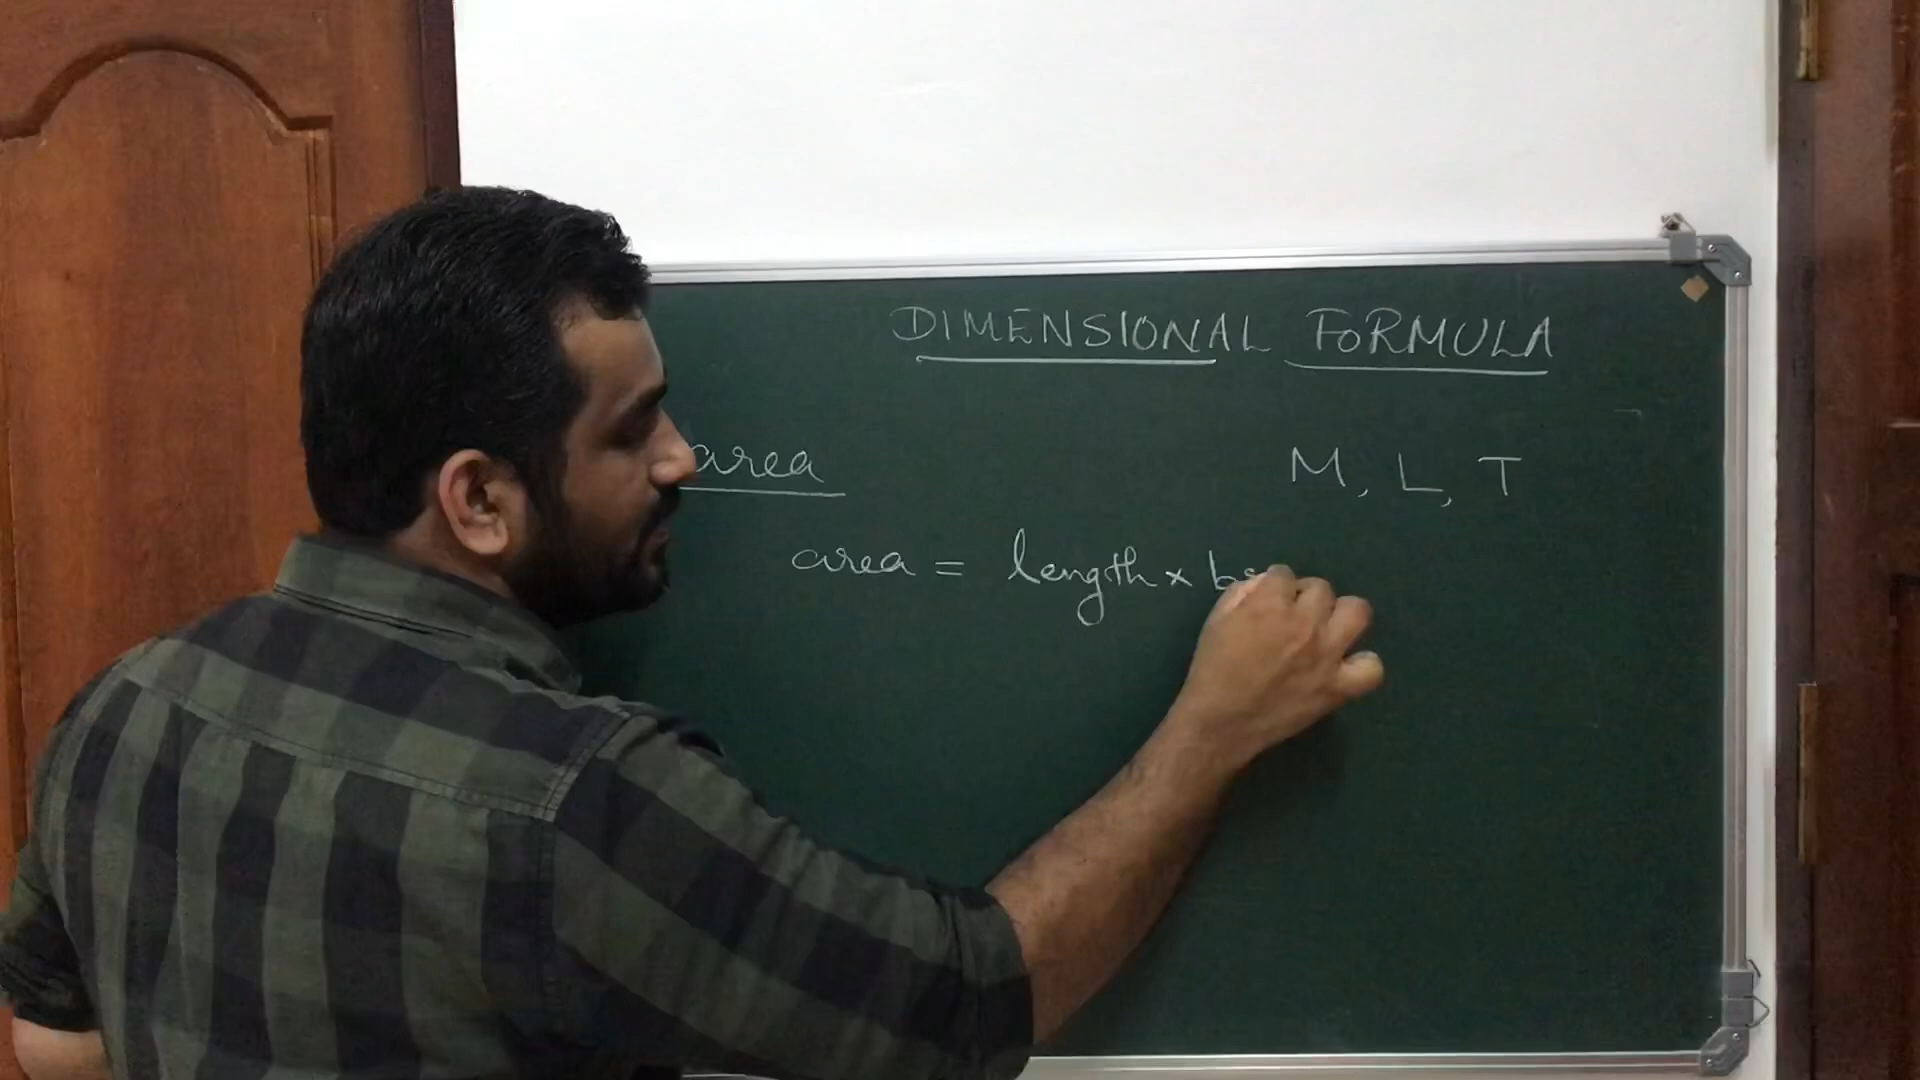 DIMENSIONAL FORMULA
area M, L, T
area = length ×